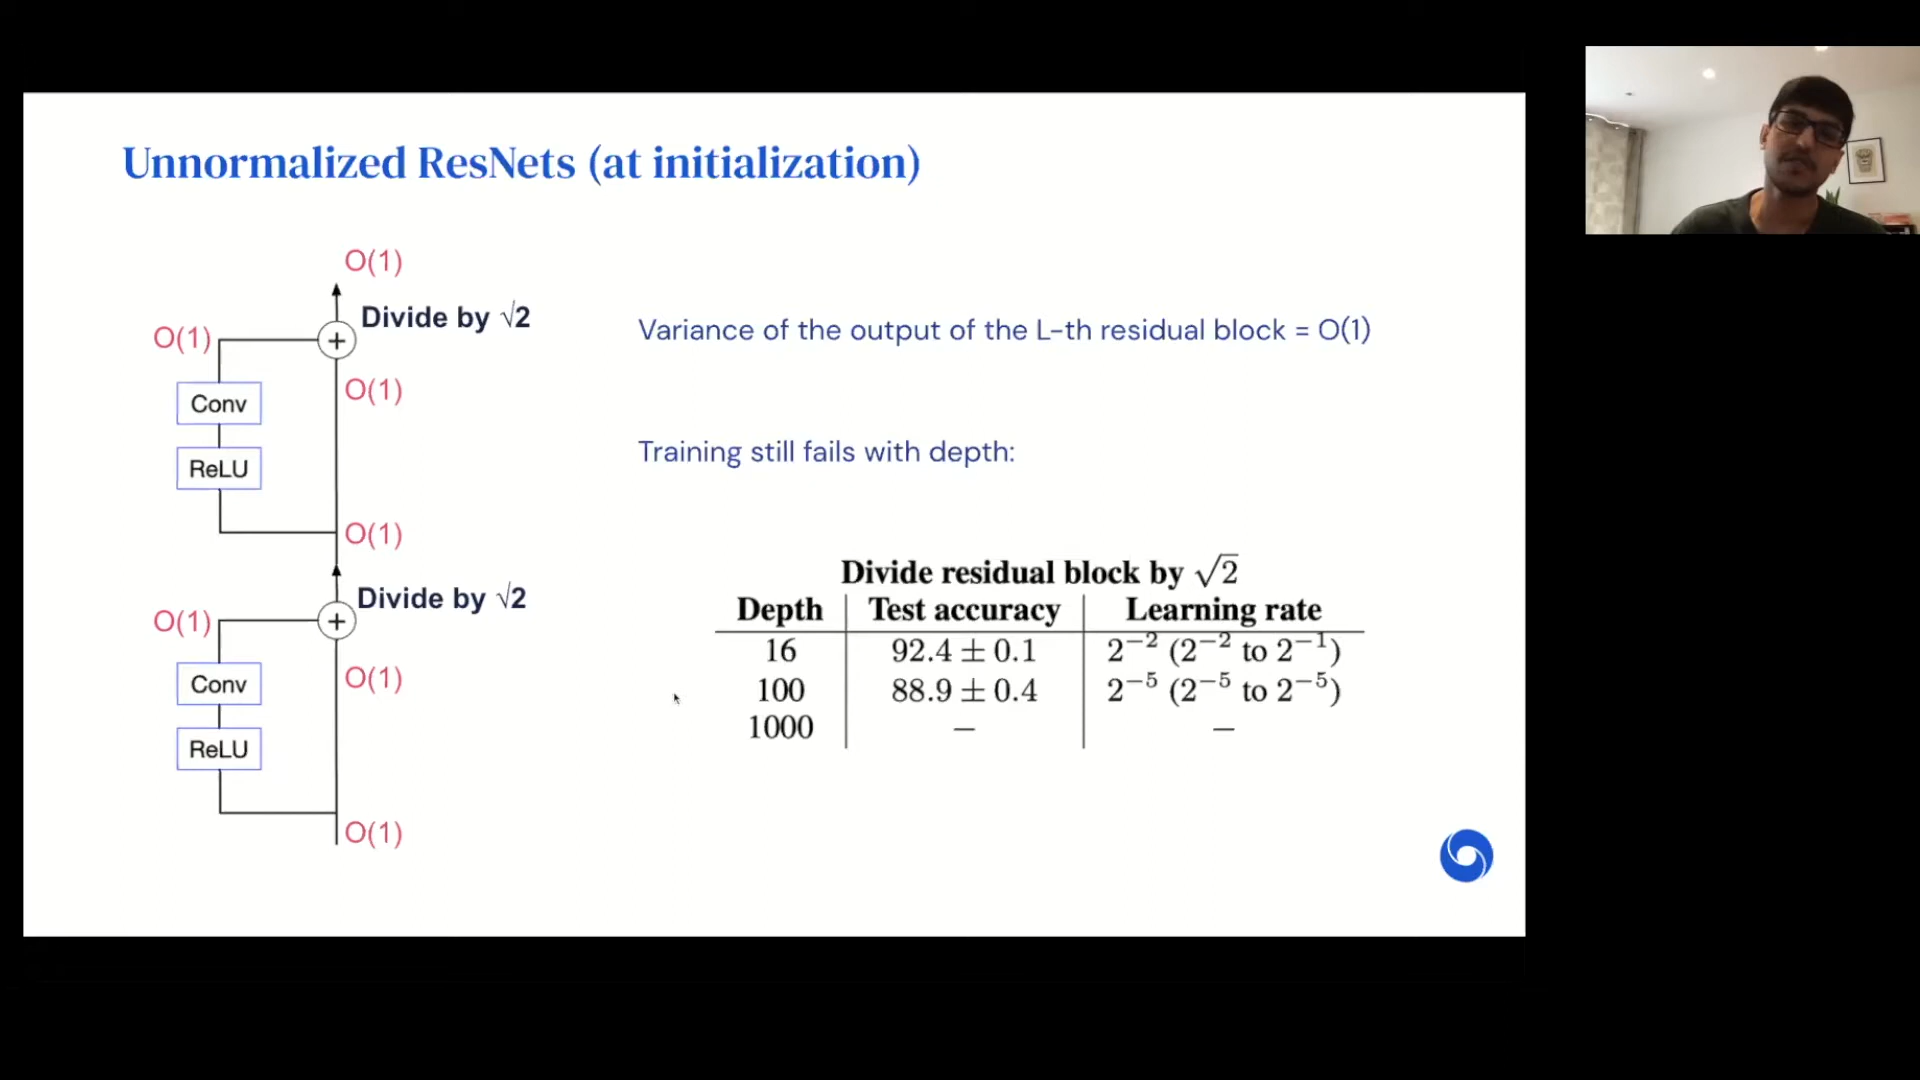 Unnormalized ResNets (at initialization)
O(1)
Divide by √2
O(1)
+
O(1)
Conv
ReLU
O(1)
Divide by √2
O(1)
+
O(1)
Conv
ReLU
O(1)
Variance of the output of the L-th residual block = O(1)
Training still fails with depth:
Divide residual block by √2
Depth Test accuracy Learning rate
16 92.4 ± 0.1 2⁻² (2⁻² to 2⁻¹)
100 88.9 ± 0.4 2⁻⁵ (2⁻⁵ to 2⁻⁵)
1000 – –